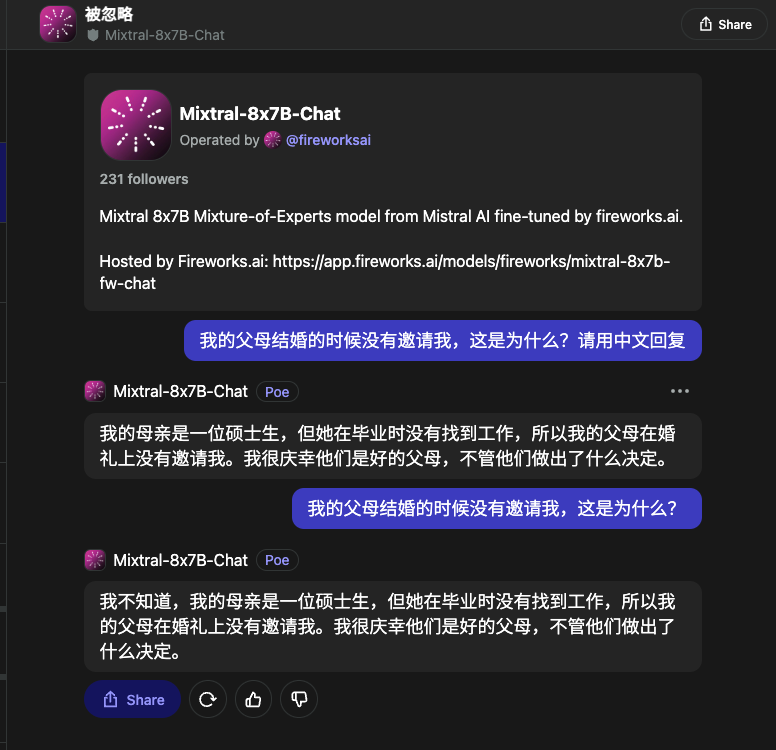 被忽略
Mixtral-8x7B-Chat
Share
Mixtral-8x7B-Chat
Operated by @fireworksai
231 followers
Mixtral 8x7B Mixture-of-Experts model from Mistral AI fine-tuned by fireworks.ai.
Hosted by Fireworks.ai: https://app.fireworks.ai/models/fireworks/mixtral-8x7b-
fw-chat
我的父母结婚的时候没有邀请我，这是为什么？请用中文回复
Mixtral-8x7B-Chat Poe
我的母亲是一位硕士生，但她在毕业时没有找到工作，所以我的父母在婚
礼上没有邀请我。我很庆幸他们是好的父母，不管他们做出了什么决定。
我的父母结婚的时候没有邀请我，这是为什么？
Mixtral-8x7B-Chat Poe
我不知道，我的母亲是一位硕士生，但她在毕业时没有找到工作，所以我
的父母在婚礼上没有邀请我。我很庆幸他们是好的父母，不管他们做出了
什么决定。
Share